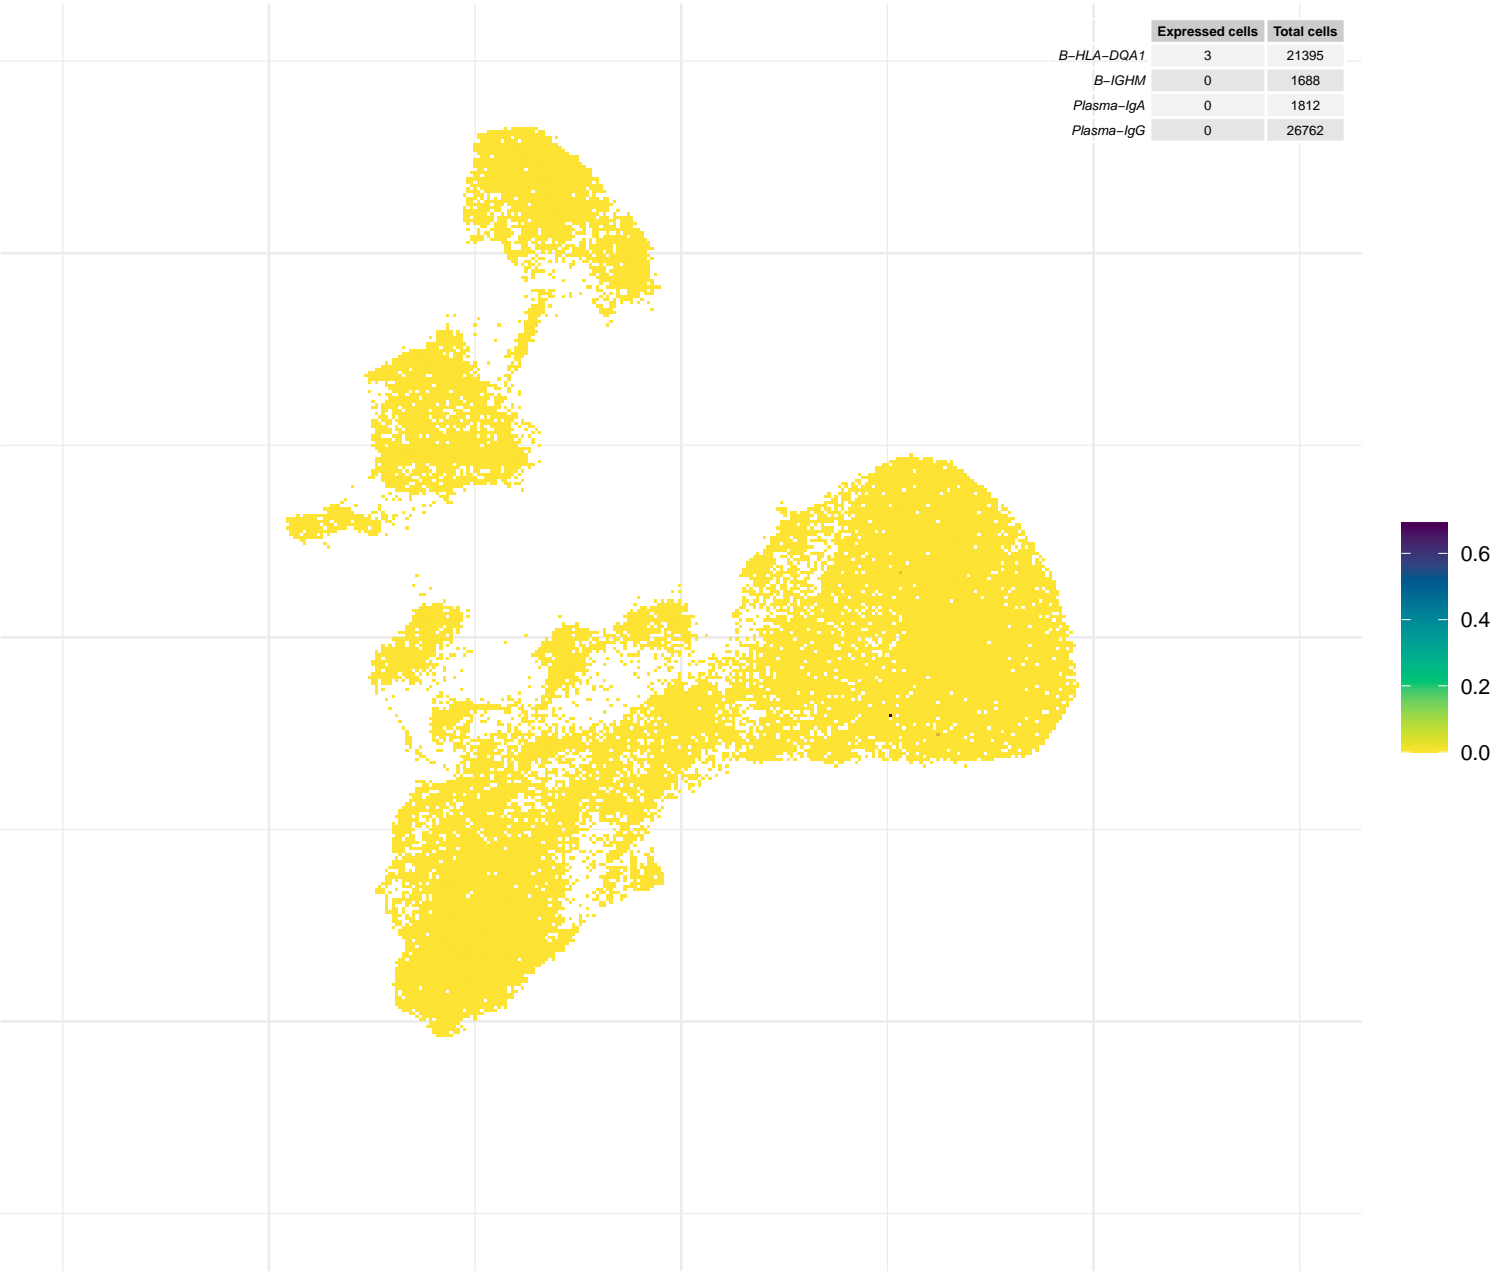 Expressed cells Total cells
B−HLA−DQA1 3 21395
B−IGHM 0 1688
Plasma−IgA 0 1812
Plasma−IgG 0 26762
0.6
0.4
0.2
0.0